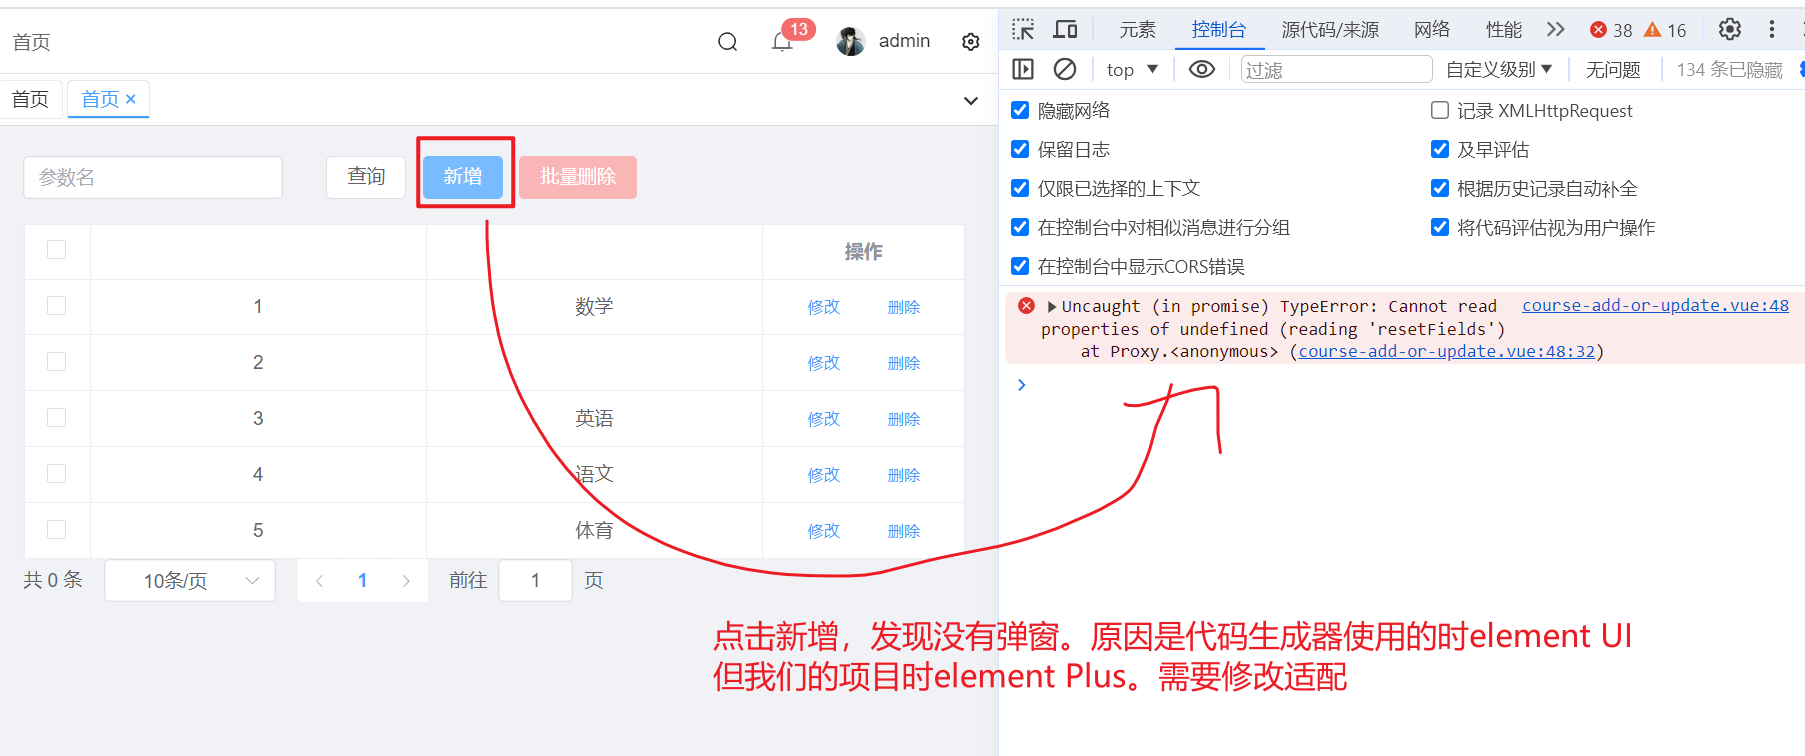 首页
13
admin
首页
首页 ×
参数名
查询
新增
批量删除
操作
1
数学
修改
删除
2
修改
删除
3
英语
修改
删除
4
语文
修改
删除
5
体育
修改
删除
共 0 条
10条/页
1
前往
1
页
元素
控制台
源代码/来源
网络
性能
38
16
top
过滤
自定义级别
无问题
134 条已隐藏
隐藏网络
记录 XMLHttpRequest
保留日志
及早评估
仅限已选择的上下文
根据历史记录自动补全
在控制台中对相似消息进行分组
将代码评估视为用户操作
在控制台中显示CORS错误
Uncaught (in promise) TypeError: Cannot read
course-add-or-update.vue:48
properties of undefined (reading 'resetFields')
at Proxy.<anonymous> (course-add-or-update.vue:48:32)
点击新增，发现没有弹窗。原因是代码生成器使用的时element UI
但我们的项目时element Plus。需要修改适配